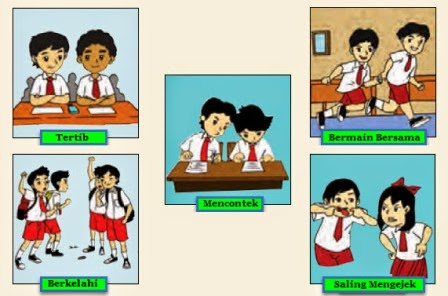 Tertib
Bermain Bersama
Mencontek
Berkelahi
Saling Mengejek